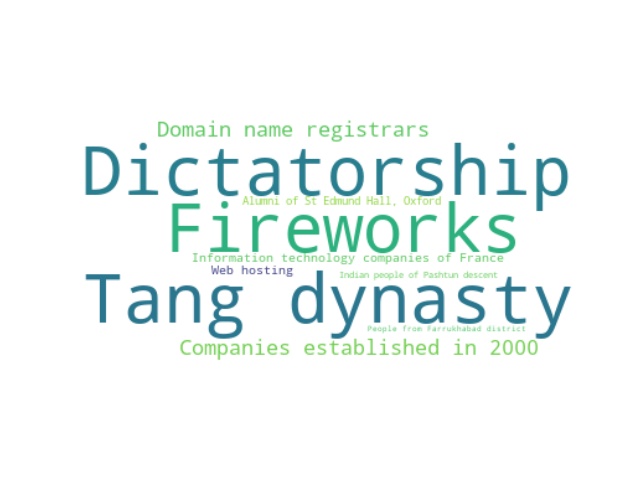 Domain name registrars
Dictatorship
Alumni of St Edmund Hall, Oxford
Fireworks
Information technology companies of France
Web hosting
Indian people of Pashtun descent
Tang dynasty
People from Farrukhabad district
Companies established in 2000